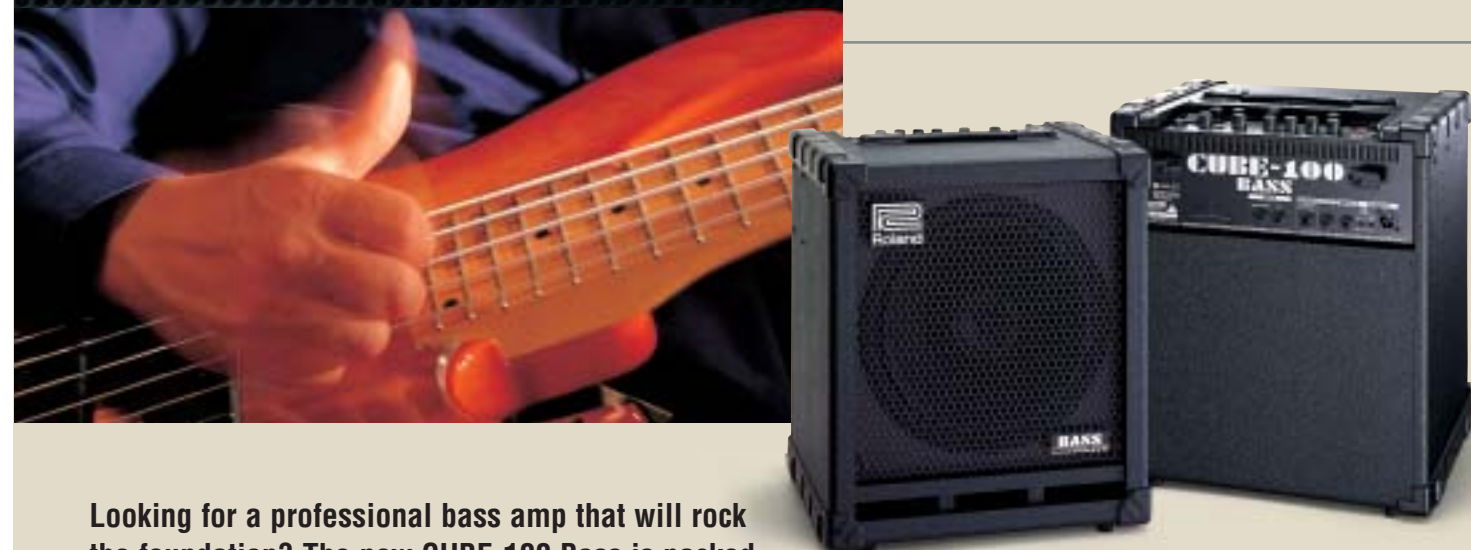 CUBE-100
BASS
Roland
BASS
Looking for a professional bass amp that will rock
the foundation? The new CUBE-100 Bass is packed